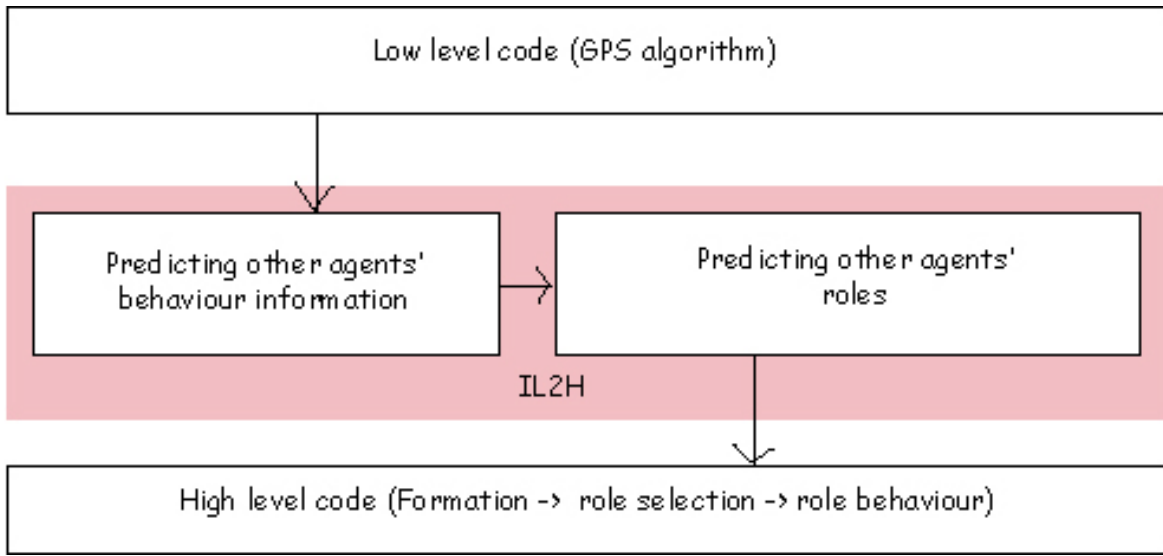 Low level code (GPS algorithm)
Predicting other agents'
behaviour information
Predicting other agents'
roles
IL2H
High level code (Formation -> role selection -> role behaviour)